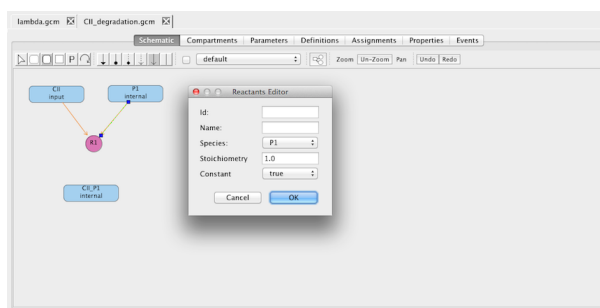 lambda.gcm CII_degradation.gcm
Schematic Compartments Parameters Definitions Assignments Properties Events
P default Zoom Un-Zoom Pan Undo Redo
CII
input
P1
internal
R1
CII_P1
internal
Reactants Editor
Id:
Name:
Species: P1
Stoichiometry 1.0
Constant true
Cancel OK